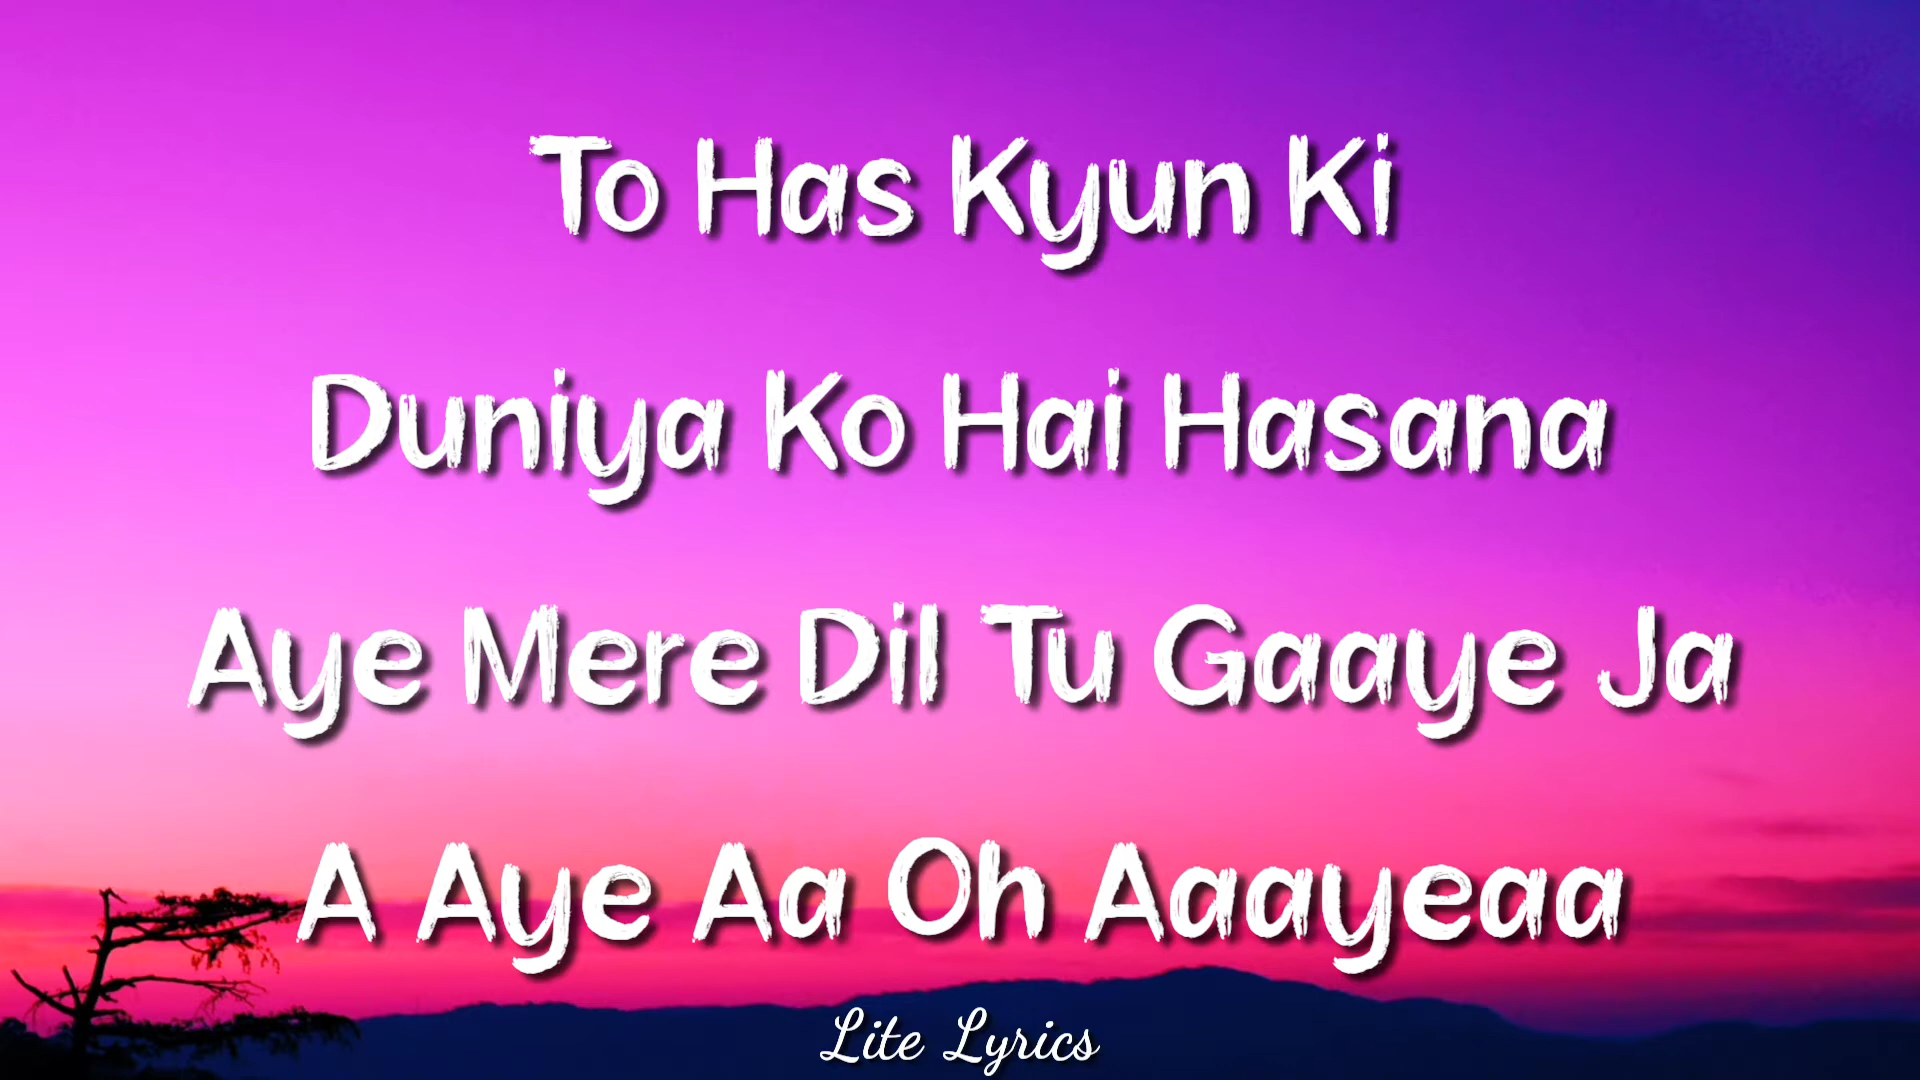 To Has Kyun Ki
Duniya Ko Hai Hasana
Aye Mere Dil Tu Gaaye Ja
A Aye Aa Oh Aaayeaa
Lite Lyrics